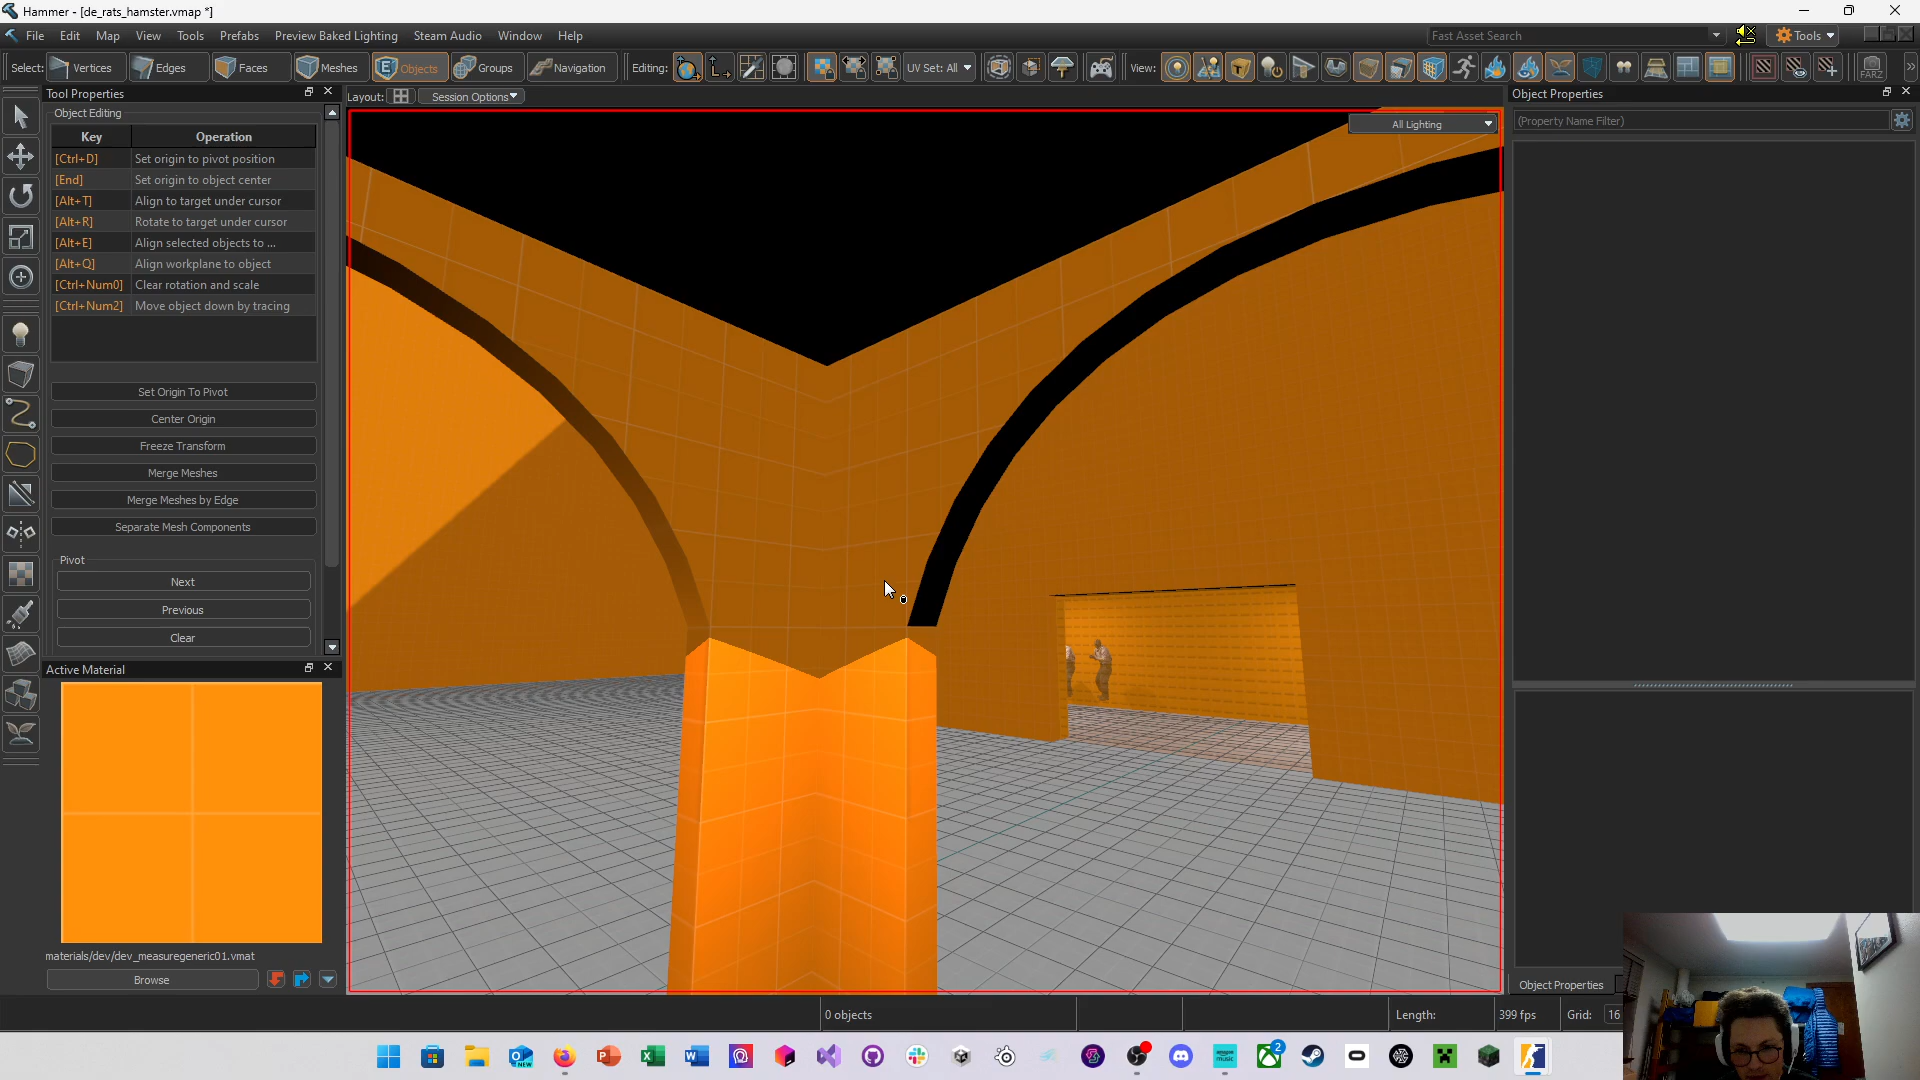 Hammer - [de_rats_hamster.vmap *]
File Edit Map View Tools Prefabs Preview Baked Lighting Steam Audio Window Help
Fast Asset Search
Tools
Select: Vertices Edges Faces Meshes Objects Groups Navigation Editing: UV Set: All View: FARZ
Tool Properties
Layout: Session Options
Object Properties
Object Editing
All Lighting
(Property Name Filter)
Key Operation
[Ctrl+D] Set origin to pivot position
[End] Set origin to object center
[Alt+T] Align to target under cursor
[Alt+R] Rotate to target under cursor
[Alt+E] Align selected objects to ...
[Alt+Q] Align workplane to object
[Ctrl+Num0] Clear rotation and scale
[Ctrl+Num2] Move object down by tracing
Set Origin To Pivot
Center Origin
Freeze Transform
Merge Meshes
Merge Meshes by Edge
Separate Mesh Components
Pivot
Next
Previous
Clear
Active Material
materials/dev/dev_measuregeneric01.vmat
Browse
Object Properties
0 objects
Length:
399 fps
Grid: 16
NEW
2